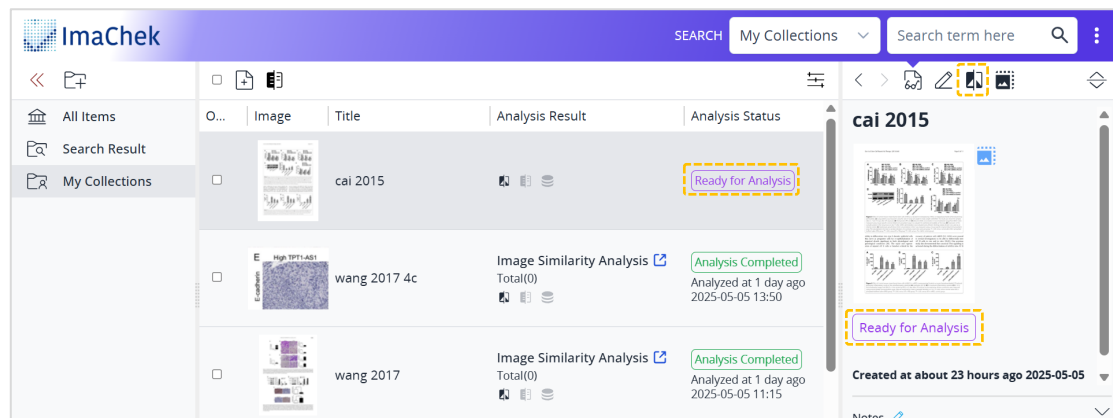 ImaChek
SEARCH My Collections Search term here
All Items
Search Result
My Collections
O... Image Title Analysis Result Analysis Status
cai 2015 Ready for Analysis
E High TPT1-AS1
E-cadherin
wang 2017 4c
Image Similarity Analysis
Total(0)
Analysis Completed
Analyzed at 1 day ago
2025-05-05 13:50
wang 2017
Image Similarity Analysis
Total(0)
Analysis Completed
Analyzed at 1 day ago
2025-05-05 11:15
cai 2015
Ready for Analysis
Created at about 23 hours ago 2025-05-05
Notes